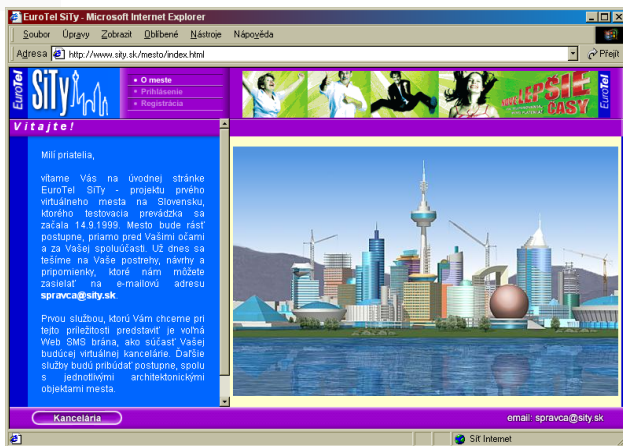 EuroTel SiTy - Microsoft Internet Explorer
Soubor Úpravy Zobrazit Oblíbené Nástroje Nápověda
Adresa http://www.sity.sk/mesto/index.html Přejít
EuroTel
SiTy
O meste
Prihlásenie
Registrácia
LEPŠIE
ČASY
EuroTel
Vitajte!
Milí priatelia,
vítame Vás na úvodnej stránke
EuroTel SiTy - projektu prvého
virtuálneho mesta na Slovensku,
ktorého testovacia prevádzka sa
začala 14.9.1999. Mesto bude rásť
postupne, priamo pred Vašimi očami
a za Vašej spoluúčasti. Už dnes sa
tešíme na Vaše postrehy, návrhy a
pripomienky, ktoré nám môžete
zasielať na e-mailovú adresu
spravca@sity.sk.
Prvou službou, ktorú Vám chceme pri
tejto príležitosti predstaviť je voľná
Web SMS brána, ako súčasť Vašej
budúcej virtuálnej kancelárie. Ďaľšie
služby budú pribúdať postupne, spolu
s jednotlivými architektonickými
objektami mesta.
Kancelária
email: spravca@sity.sk
Síť Internet